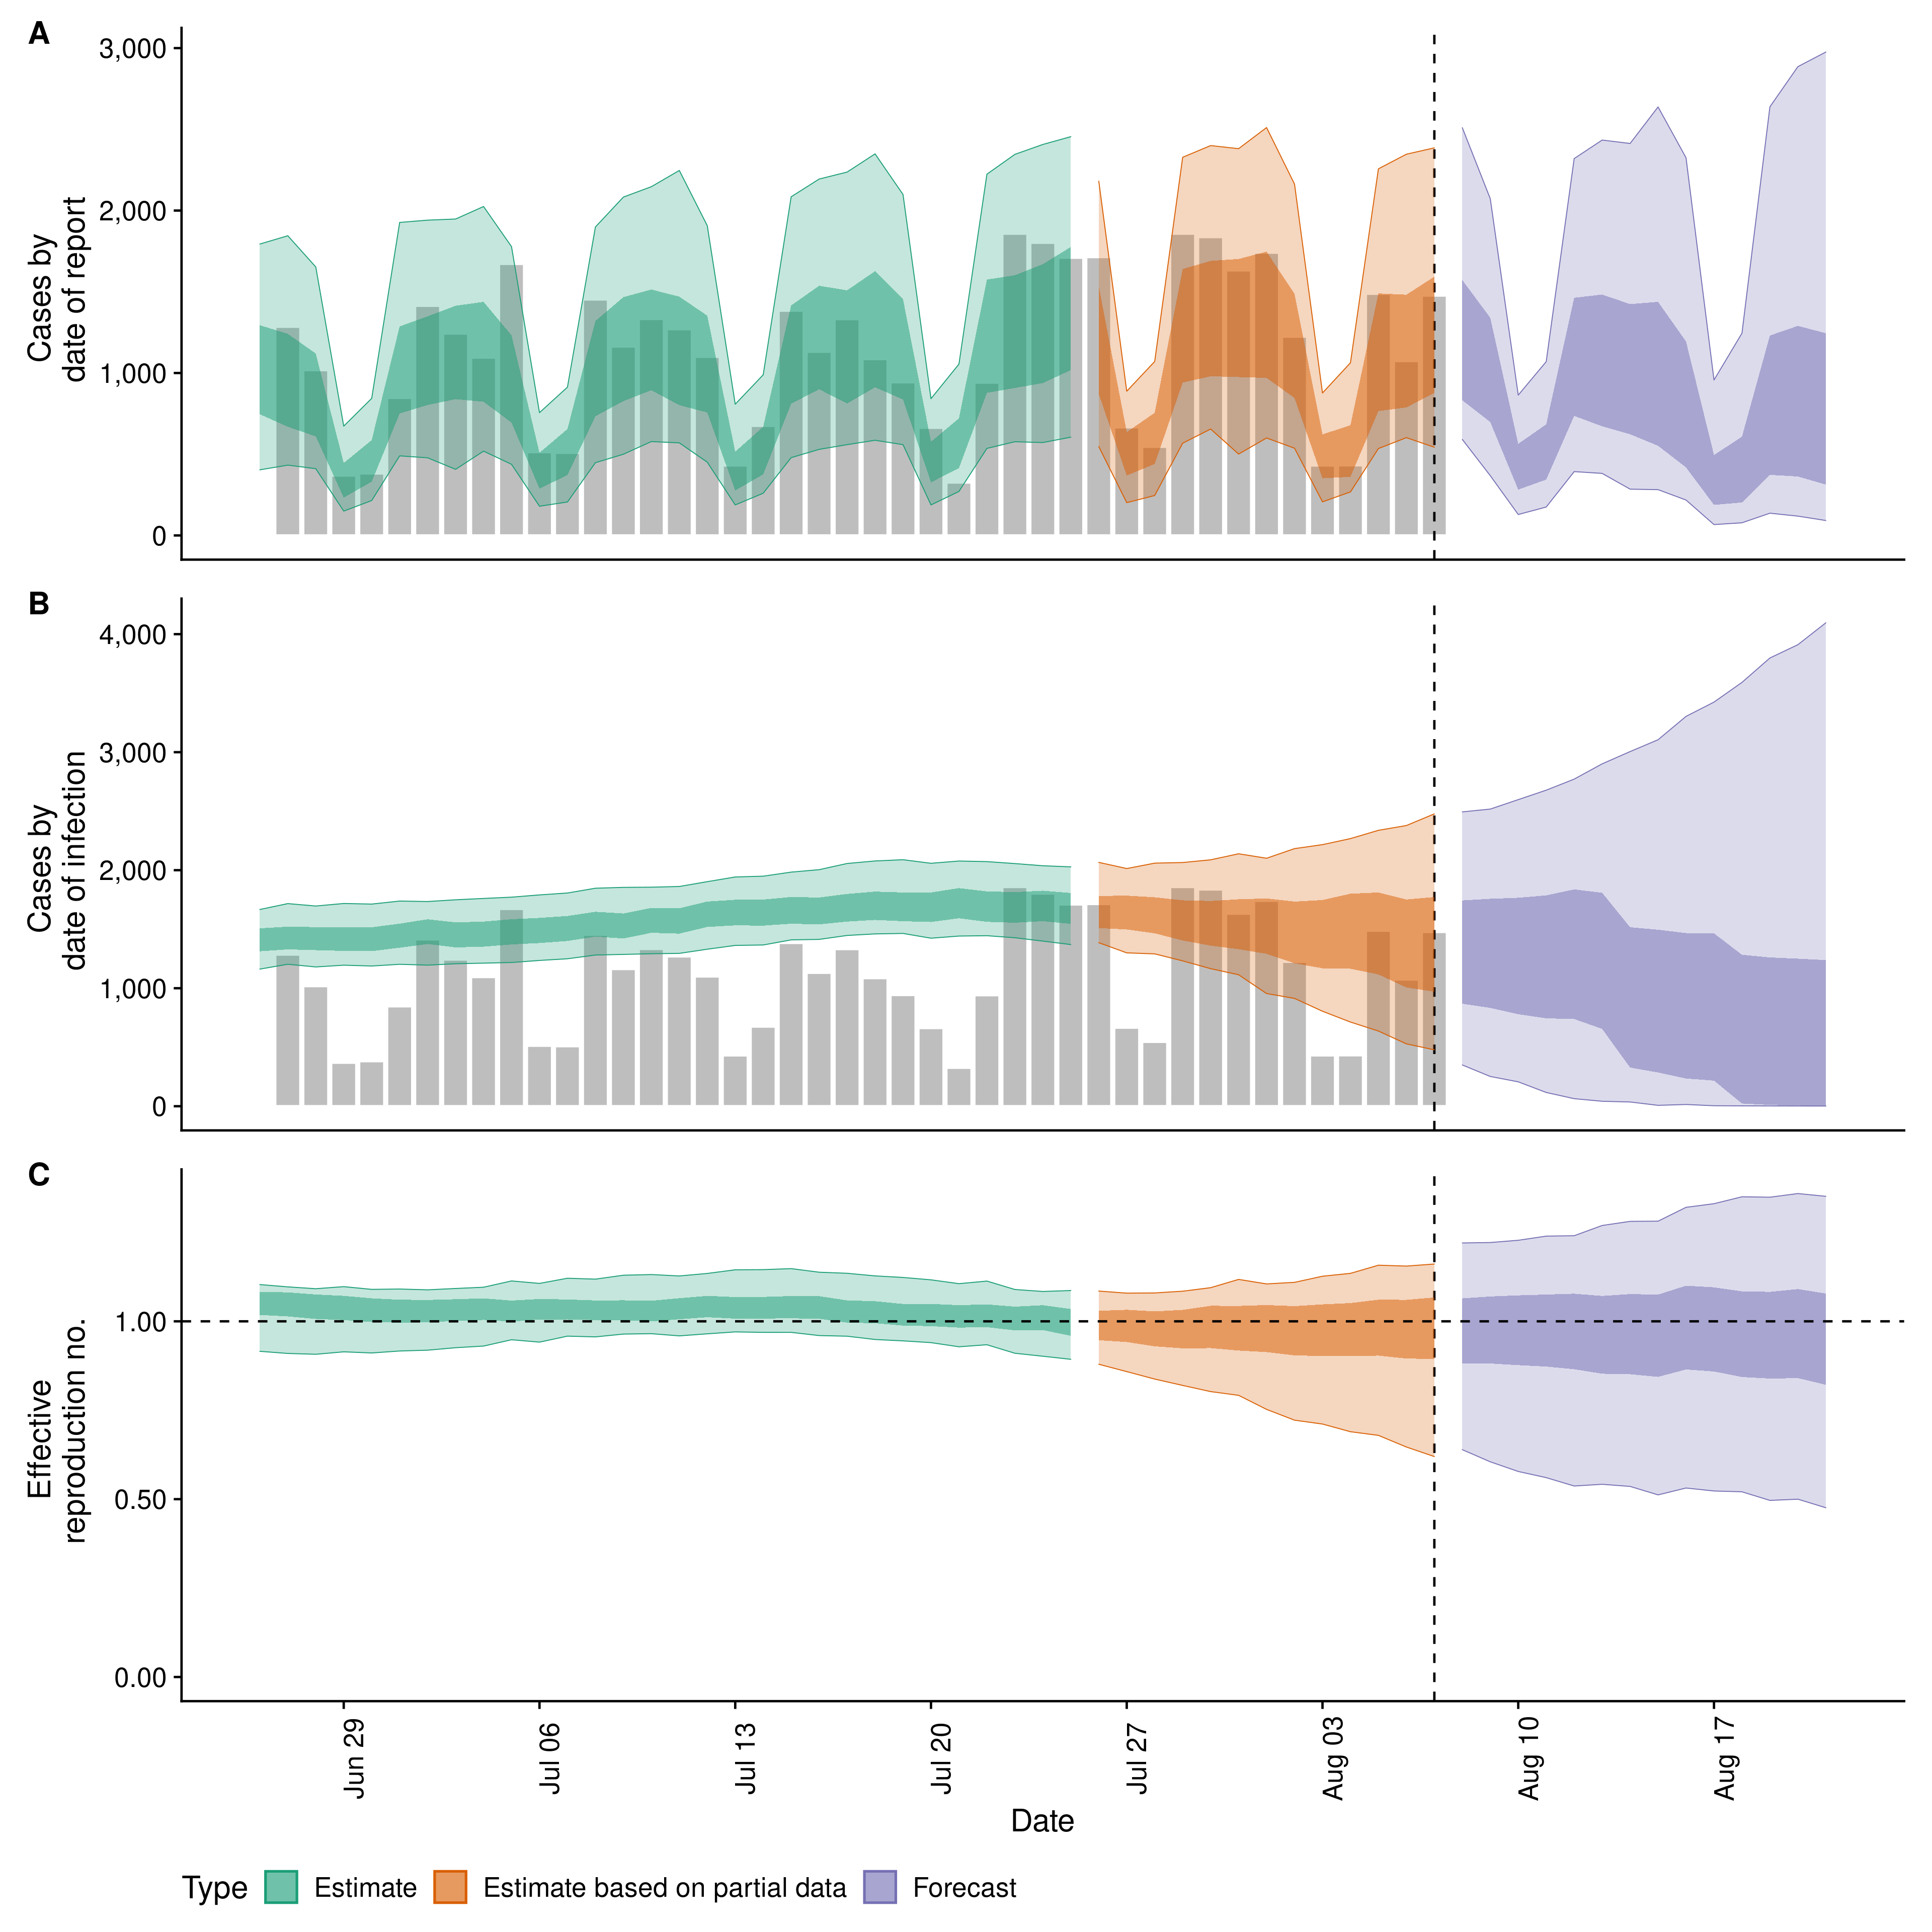 A
3,000
2,000
1,000
0
Cases by
date of report
B
4,000
3,000
2,000
1,000
0
Cases by
date of infection
C
1.00
0.50
0.00
Effective
reproduction no.
Jun 29
Jul 06
Jul 13
Jul 20
Jul 27
Aug 03
Aug 10
Aug 17
Date
Type Estimate Estimate based on partial data Forecast